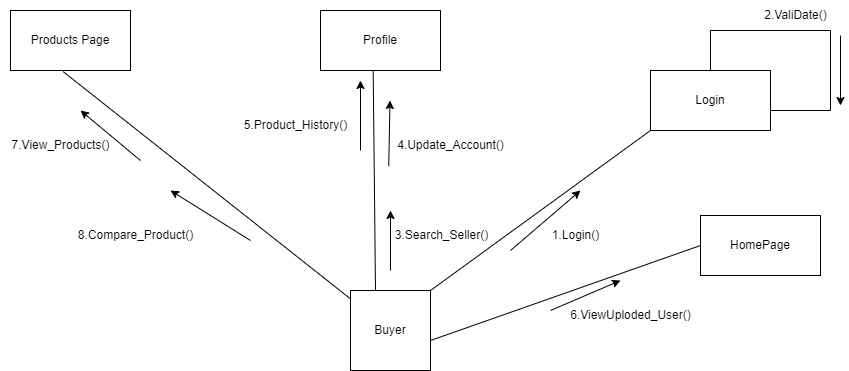 2.ValiDate()
Products Page
Profile
Login
5.Product_History()
7.View_Products()
4.Update_Account()
8.Compare_Product()
3.Search_Seller()
1.Login()
HomePage
6.ViewUploded_User()
Buyer